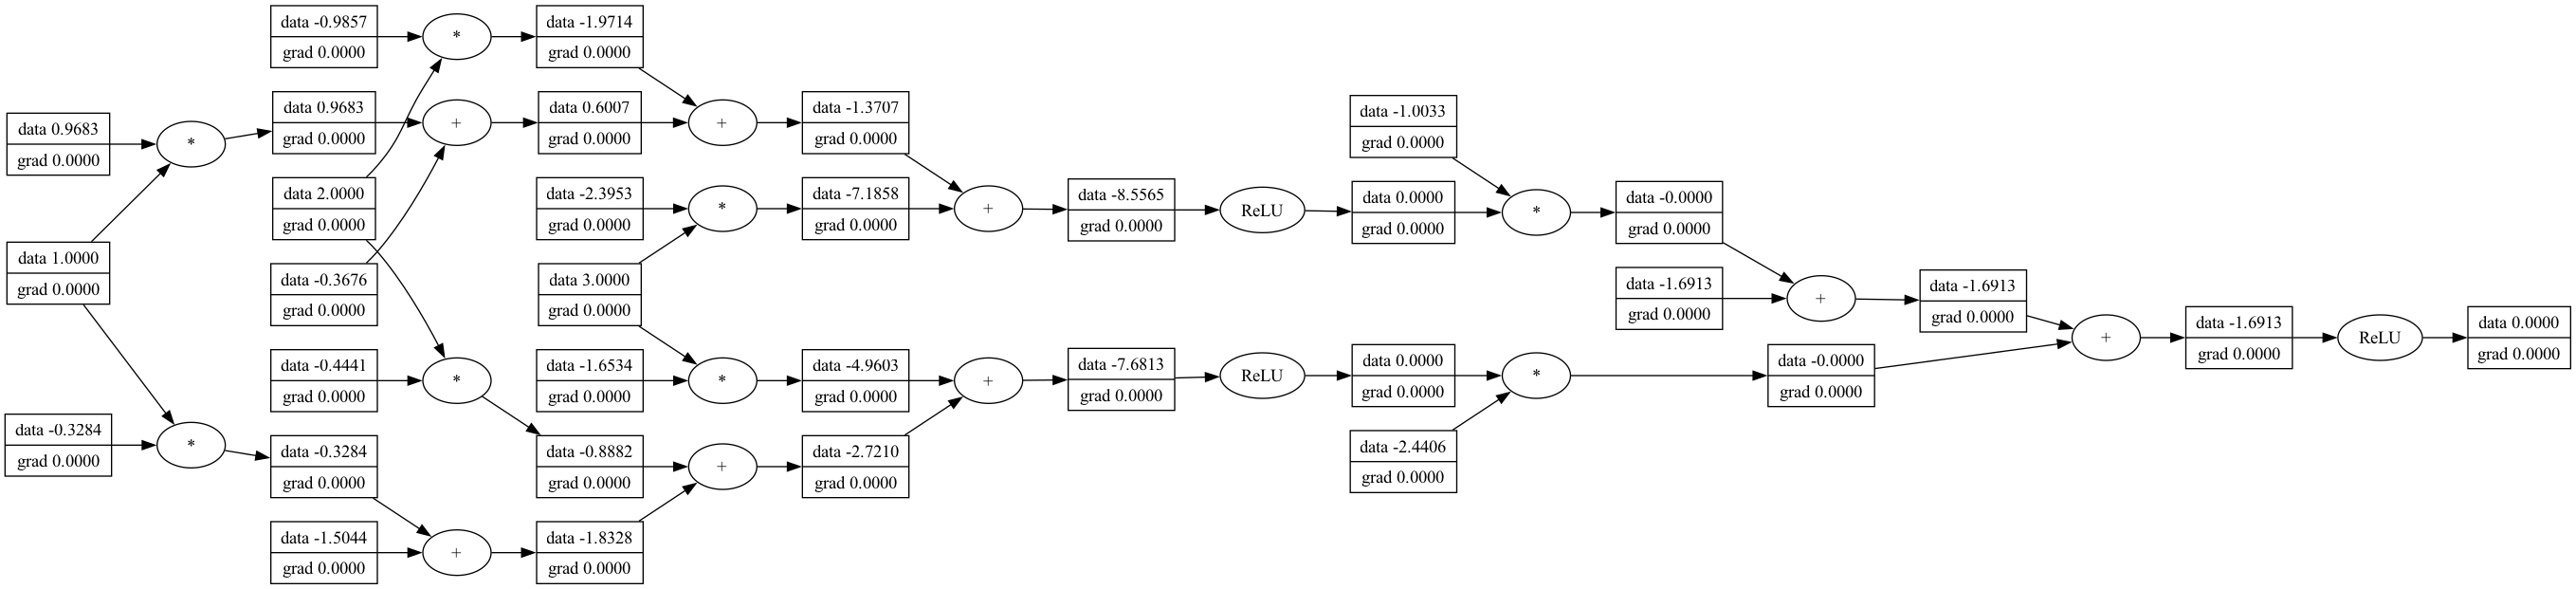 data -0.9857
grad 0.0000
*
data -1.9714
grad 0.0000
data 0.9683
grad 0.0000
*
data 0.9683
grad 0.0000
+
data 0.6007
grad 0.0000
+
data -1.3707
grad 0.0000
data 1.0000
grad 0.0000
data 2.0000
grad 0.0000
data -0.3676
grad 0.0000
data -2.3953
grad 0.0000
*
data -7.1858
grad 0.0000
+
data -8.5565
grad 0.0000
ReLU
data -1.0033
grad 0.0000
data 0.0000
grad 0.0000
*
data -0.0000
grad 0.0000
data 3.0000
grad 0.0000
data -1.6913
grad 0.0000
+
data -1.6913
grad 0.0000
+
data -1.6913
grad 0.0000
ReLU
data 0.0000
grad 0.0000
data -0.4441
grad 0.0000
*
data -1.6534
grad 0.0000
*
data -4.9603
grad 0.0000
+
data -7.6813
grad 0.0000
ReLU
data 0.0000
grad 0.0000
*
data -0.0000
grad 0.0000
data -2.4406
grad 0.0000
data -0.3284
grad 0.0000
*
data -0.3284
grad 0.0000
data -0.8882
grad 0.0000
+
data -2.7210
grad 0.0000
data -1.5044
grad 0.0000
+
data -1.8328
grad 0.0000